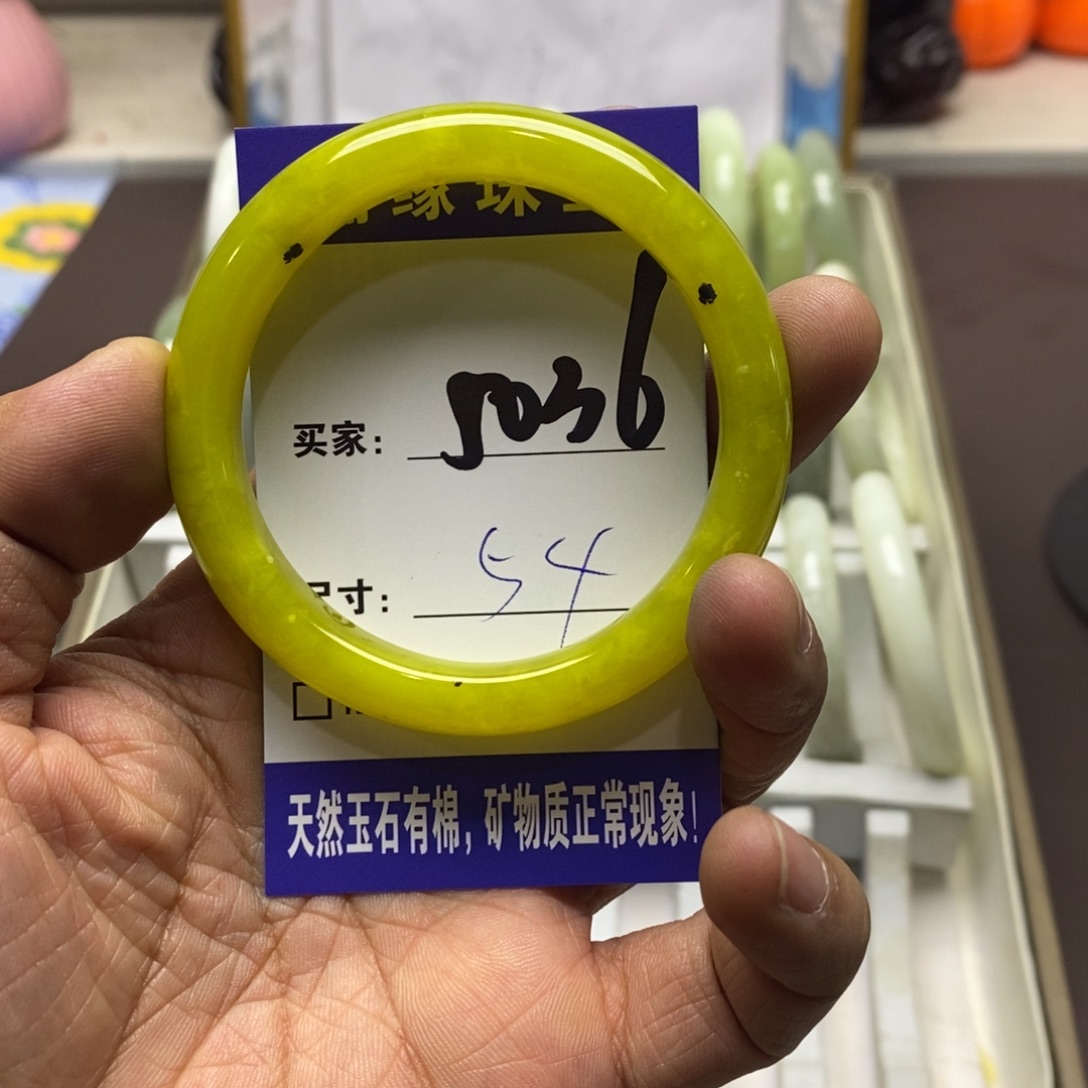 缘珠
买家: 5036
尺寸: 54
天然玉石有棉, 矿物质正常现象!